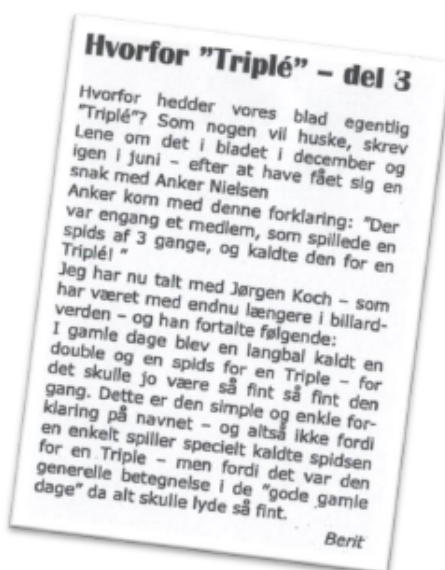 Hvorfor ”Triplé” – del 3
Hvorfor hedder vores blad egentlig
”Triplé”? Som nogen vil huske, skrev
Lene om det i bladet i december og
igen i juni – efter at have fået sig en
snak med Anker Nielsen
Anker kom med denne forklaring: ”Der
var engang et medlem, som spillede en
spids af 3 gange, og kaldte den for en
Triplé! ”
Jeg har nu talt med Jørgen Koch – som
har været med endnu længere i billard-
verden – og han fortalte følgende:
I gamle dage blev en langbal kaldt en
double og en spids for en Triple – for
det skulle jo være så fint så fint den
gang. Dette er den simple og enkle for-
klaring på navnet – og altså ikke fordi
en enkelt spiller specielt kaldte spidsen
for en Triple – men fordi det var den
generelle betegnelse i de ”gode gamle
dage” da alt skulle lyde så fint.
Berit